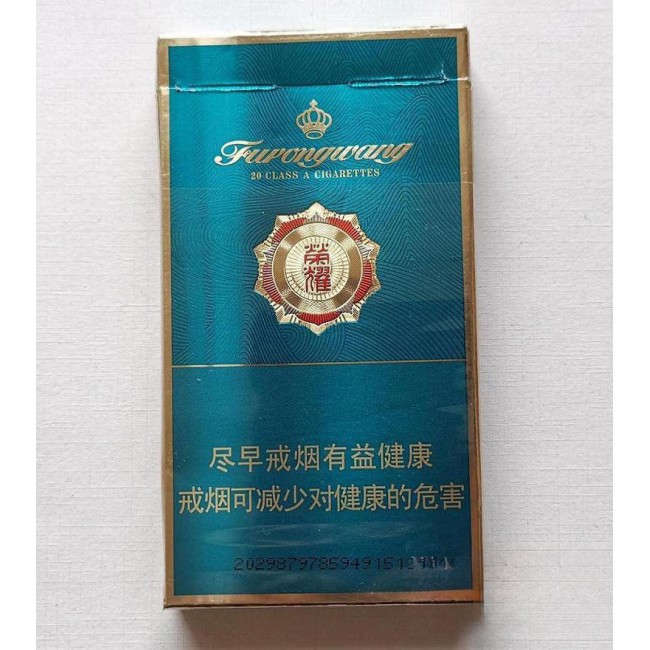 Furongwang
20 CLASS A CIGARETTES
榮耀
尽早戒烟有益健康
戒烟可减少对健康的危害